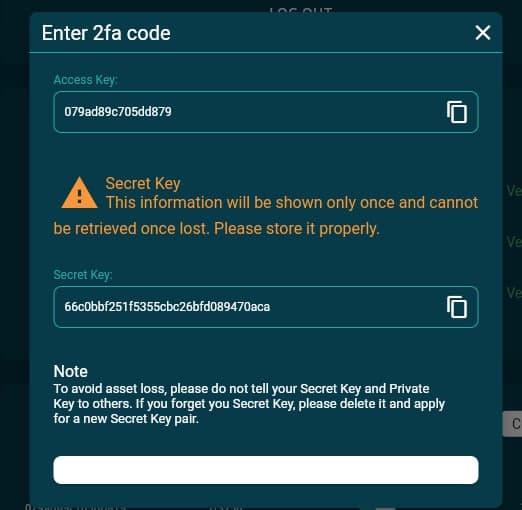 LOG OUT
Enter 2fa code
Access Key:
079ad89c705dd879
Secret Key
This information will be shown only once and cannot
be retrieved once lost. Please store it properly.
Secret Key:
66c0bbf251f5355cbc26bfd089470aca
Note
To avoid asset loss, please do not tell your Secret Key and Private
Key to others. If you forget you Secret Key, please delete it and apply
for a new Secret Key pair.
Ve
Ve
Ve
C